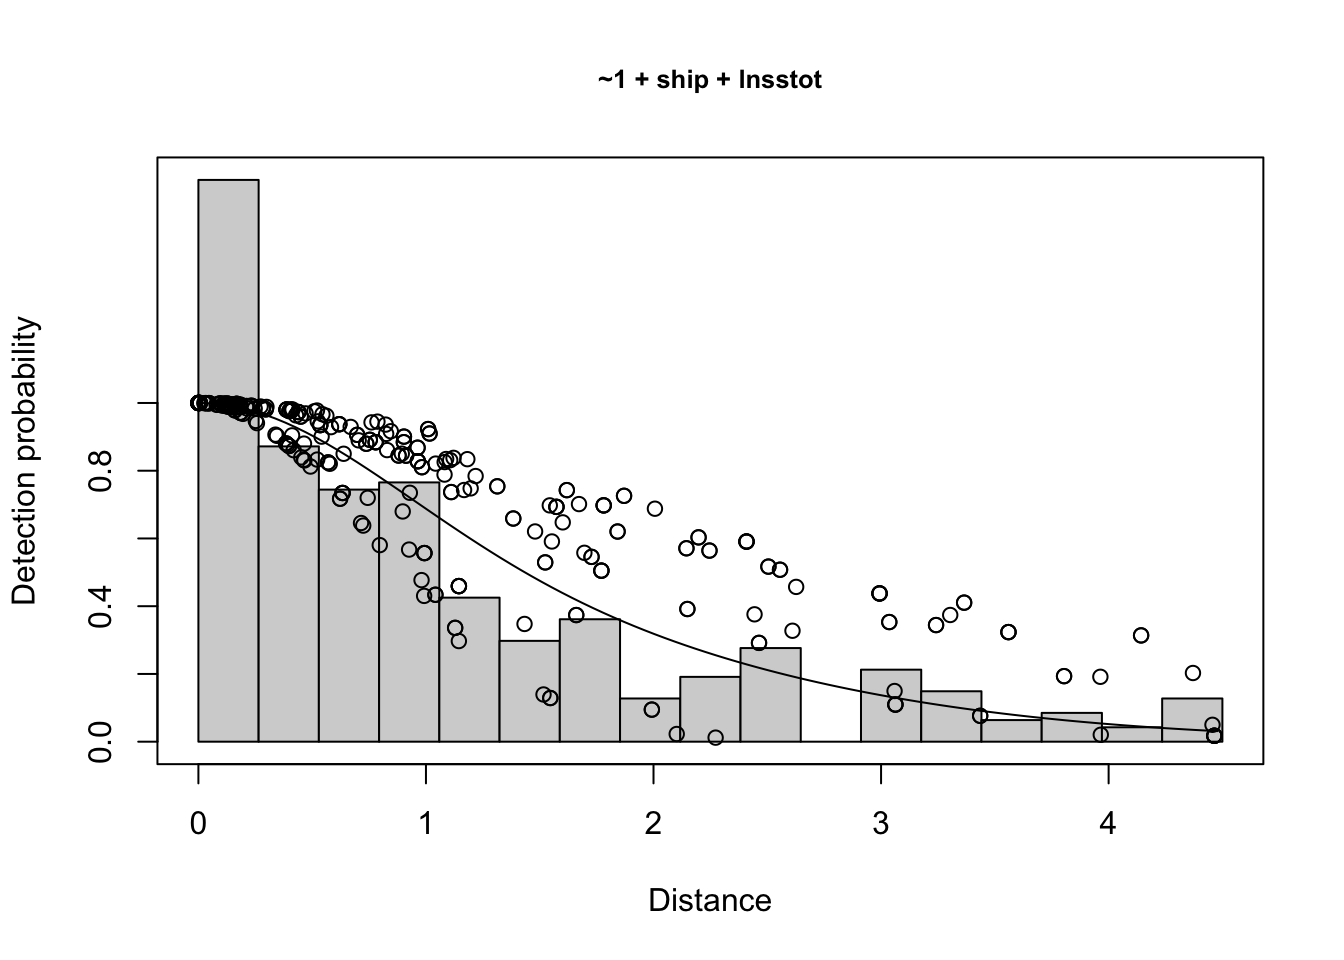 ~1 + ship + lnsstot
Detection probability
0.8
0.4
0.0
0 1 2 3 4
Distance